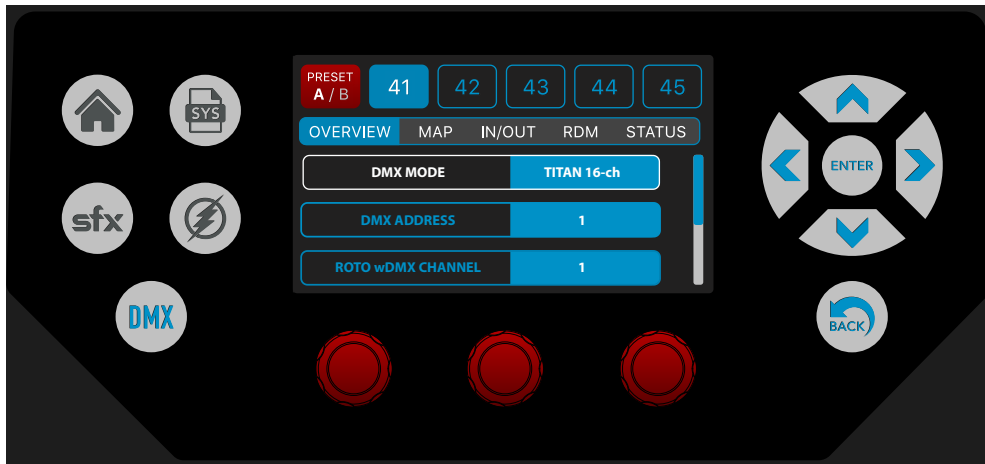 SYS
sfx
DMX
PRESET
A / B
41 42 43 44 45
OVERVIEW MAP IN/OUT RDM STATUS
DMX MODE TITAN 16-ch
DMX ADDRESS 1
ROTO wDMX CHANNEL 1
ENTER
BACK